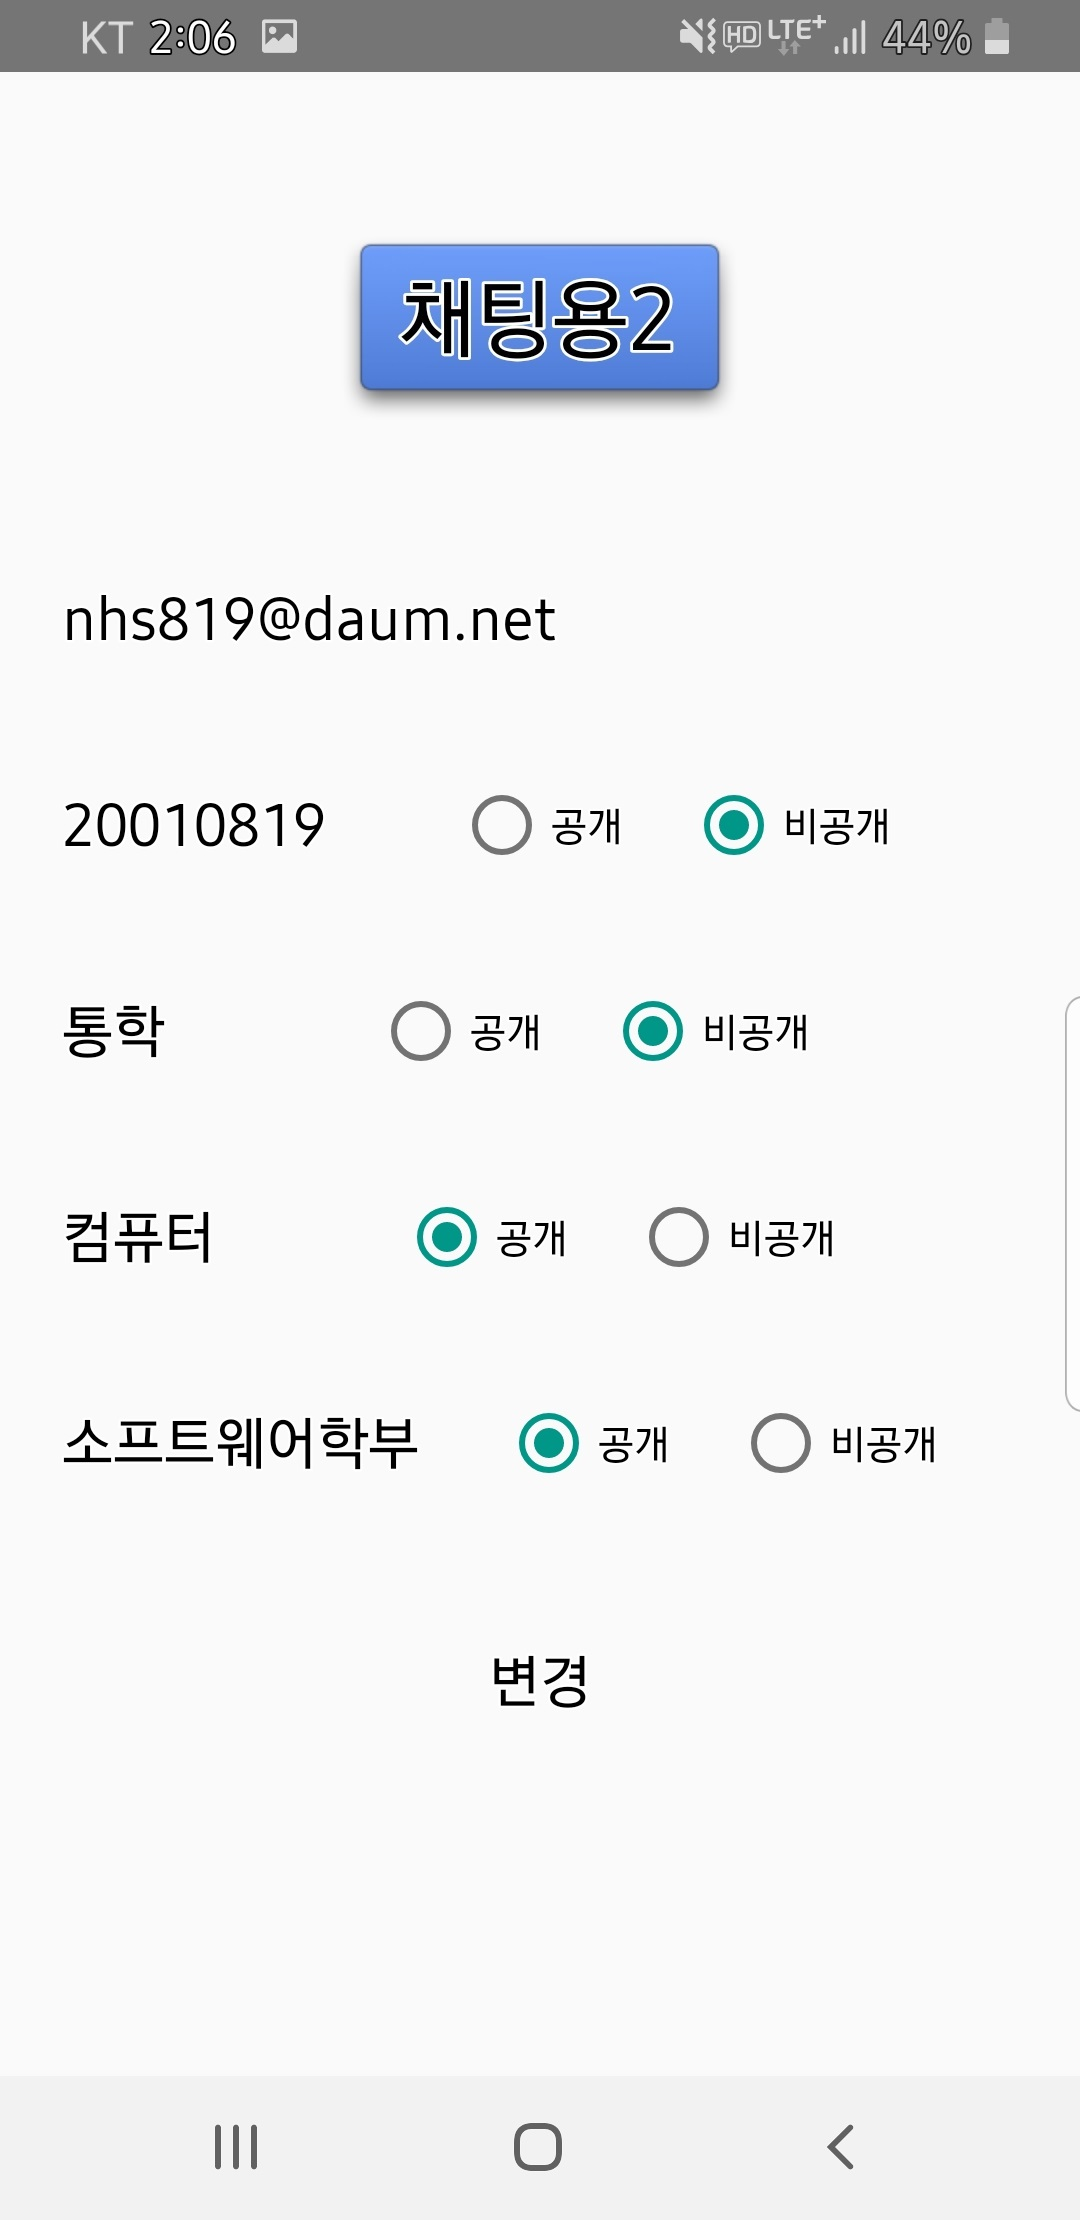 KT 2:06 HD LTE+ 44%
채팅용2
nhs819@daum.net
20010819 공개 비공개
통학 공개 비공개
컴퓨터 공개 비공개
소프트웨어학부 공개 비공개
변경